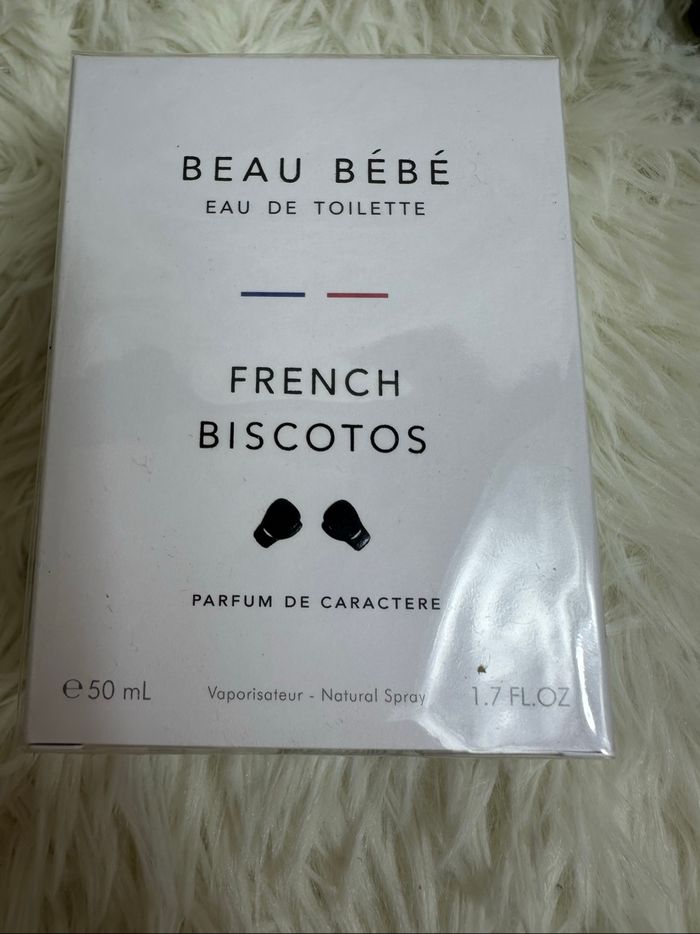 BEAU BÉBÉ
EAU DE TOILETTE
FRENCH
BISCOTOS
PARFUM DE CARACTERE
℮50 mL Vaporisateur - Natural Spray 1.7 FL.OZ